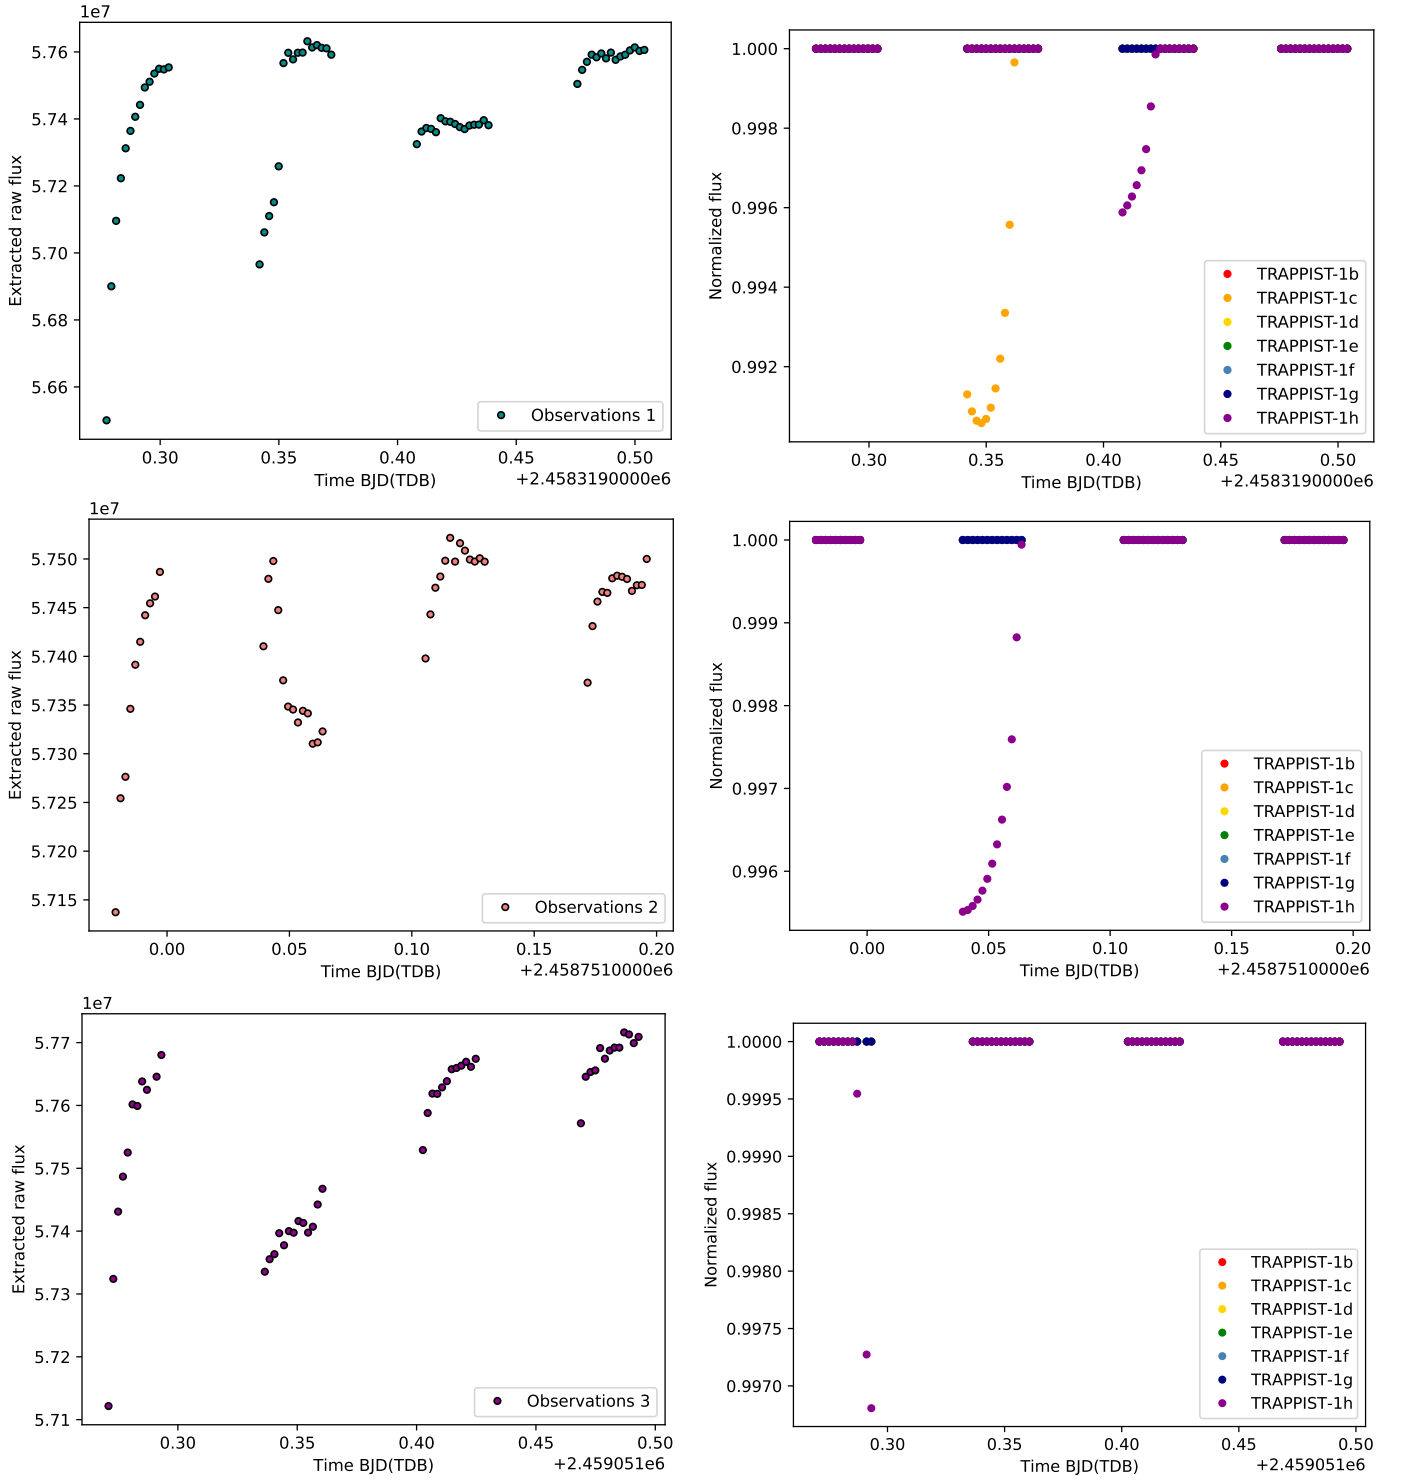 1e7
5.76
5.74
5.72
5.70
5.68
5.66
Extracted raw flux
Observations 1
0.30 0.35 0.40 0.45 0.50
Time BJD(TDB)
+2.4583190000e6
1.000
0.998
0.996
0.994
0.992
Normalized flux
TRAPPIST-1b
TRAPPIST-1c
TRAPPIST-1d
TRAPPIST-1e
TRAPPIST-1f
TRAPPIST-1g
TRAPPIST-1h
0.30 0.35 0.40 0.45 0.50
Time BJD(TDB)
+2.4583190000e6
1e7
5.750
5.745
5.740
5.735
5.730
5.725
5.720
5.715
Extracted raw flux
Observations 2
0.00 0.05 0.10 0.15 0.20
Time BJD(TDB)
+2.4587510000e6
1.000
0.999
0.998
0.997
0.996
Normalized flux
TRAPPIST-1b
TRAPPIST-1c
TRAPPIST-1d
TRAPPIST-1e
TRAPPIST-1f
TRAPPIST-1g
TRAPPIST-1h
0.00 0.05 0.10 0.15 0.20
Time BJD(TDB)
+2.4587510000e6
1e7
5.77
5.76
5.75
5.74
5.73
5.72
5.71
Extracted raw flux
Observations 3
0.30 0.35 0.40 0.45 0.50
Time BJD(TDB)
+2.459051e6
1.0000
0.9995
0.9990
0.9985
0.9980
0.9975
0.9970
Normalized flux
TRAPPIST-1b
TRAPPIST-1c
TRAPPIST-1d
TRAPPIST-1e
TRAPPIST-1f
TRAPPIST-1g
TRAPPIST-1h
0.30 0.35 0.40 0.45 0.50
Time BJD(TDB)
+2.459051e6